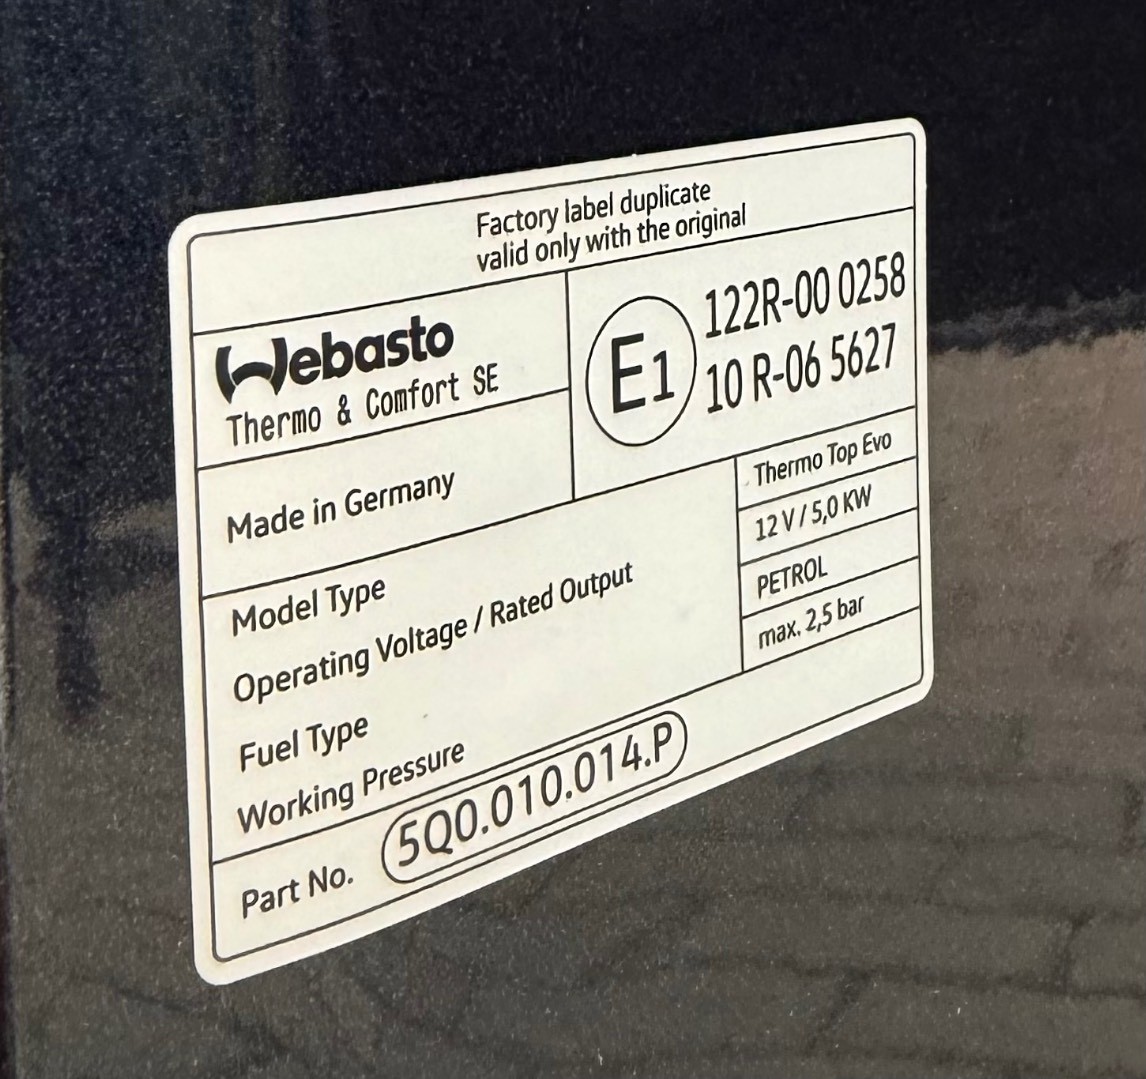 Factory label duplicate
valid only with the original
Webasto
Thermo & Comfort SE
E1
122R-00 0258
10 R-06 5627
Made in Germany
Model Type
Thermo Top Evo
Operating Voltage / Rated Output
12 V / 5,0 KW
Fuel Type
PETROL
Working Pressure
max. 2,5 bar
Part No.
5Q0.010.014.P